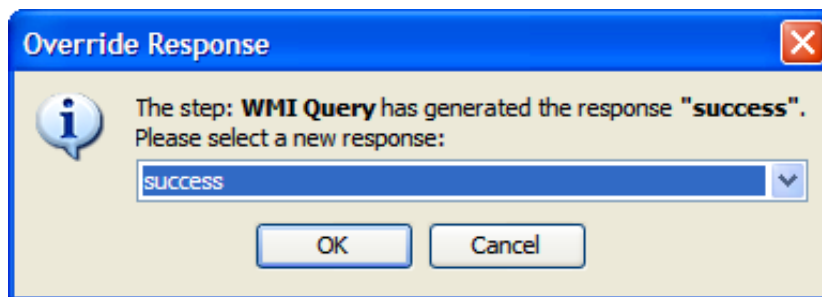 Override Response
The step: WMI Query has generated the response "success".
Please select a new response:
success
OK
Cancel